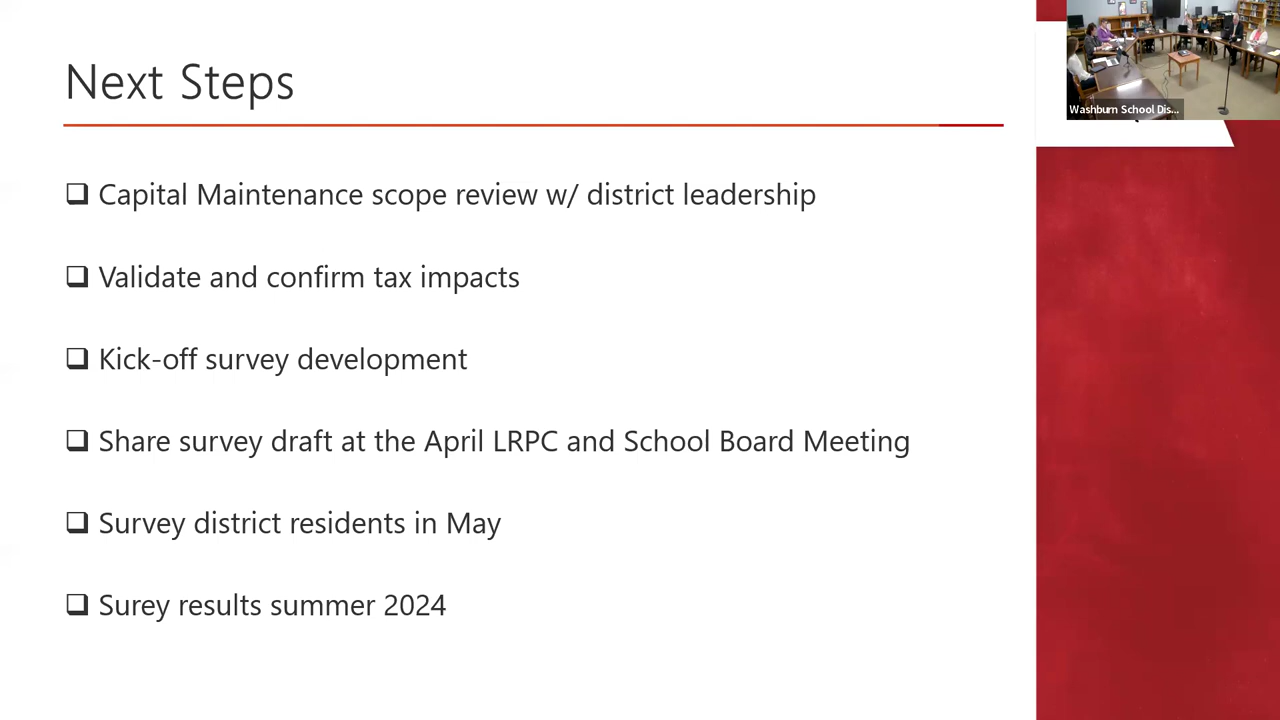 Next Steps
Capital Maintenance scope review w/ district leadership
Validate and confirm tax impacts
Kick-off survey development
Share survey draft at the April LRPC and School Board Meeting
Survey district residents in May
Surey results summer 2024
Washburn School Dis...